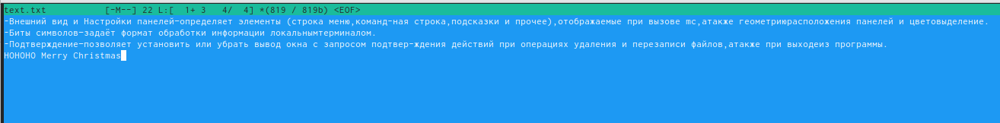 text.txt [-M--] 22 L:[ 1+ 3 4/ 4] *(819 / 819b) <EOF>
-Внешний вид и Настройки панелей-определяет элементы (строка меню,команд-ная строка,подсказки и прочее),отображаемые при вызове mc,атакже геометриюрасположения панелей и цветовыделение.
-Биты символов-задаёт формат обработки информации локальнымтерминалом.
-Подтверждение-позволяет установить или убрать вывод окна с запросом подтвер-ждения действий при операциях удаления и перезаписи файлов,атакже при выходеиз программы.
HOHOHO Merry Christmas